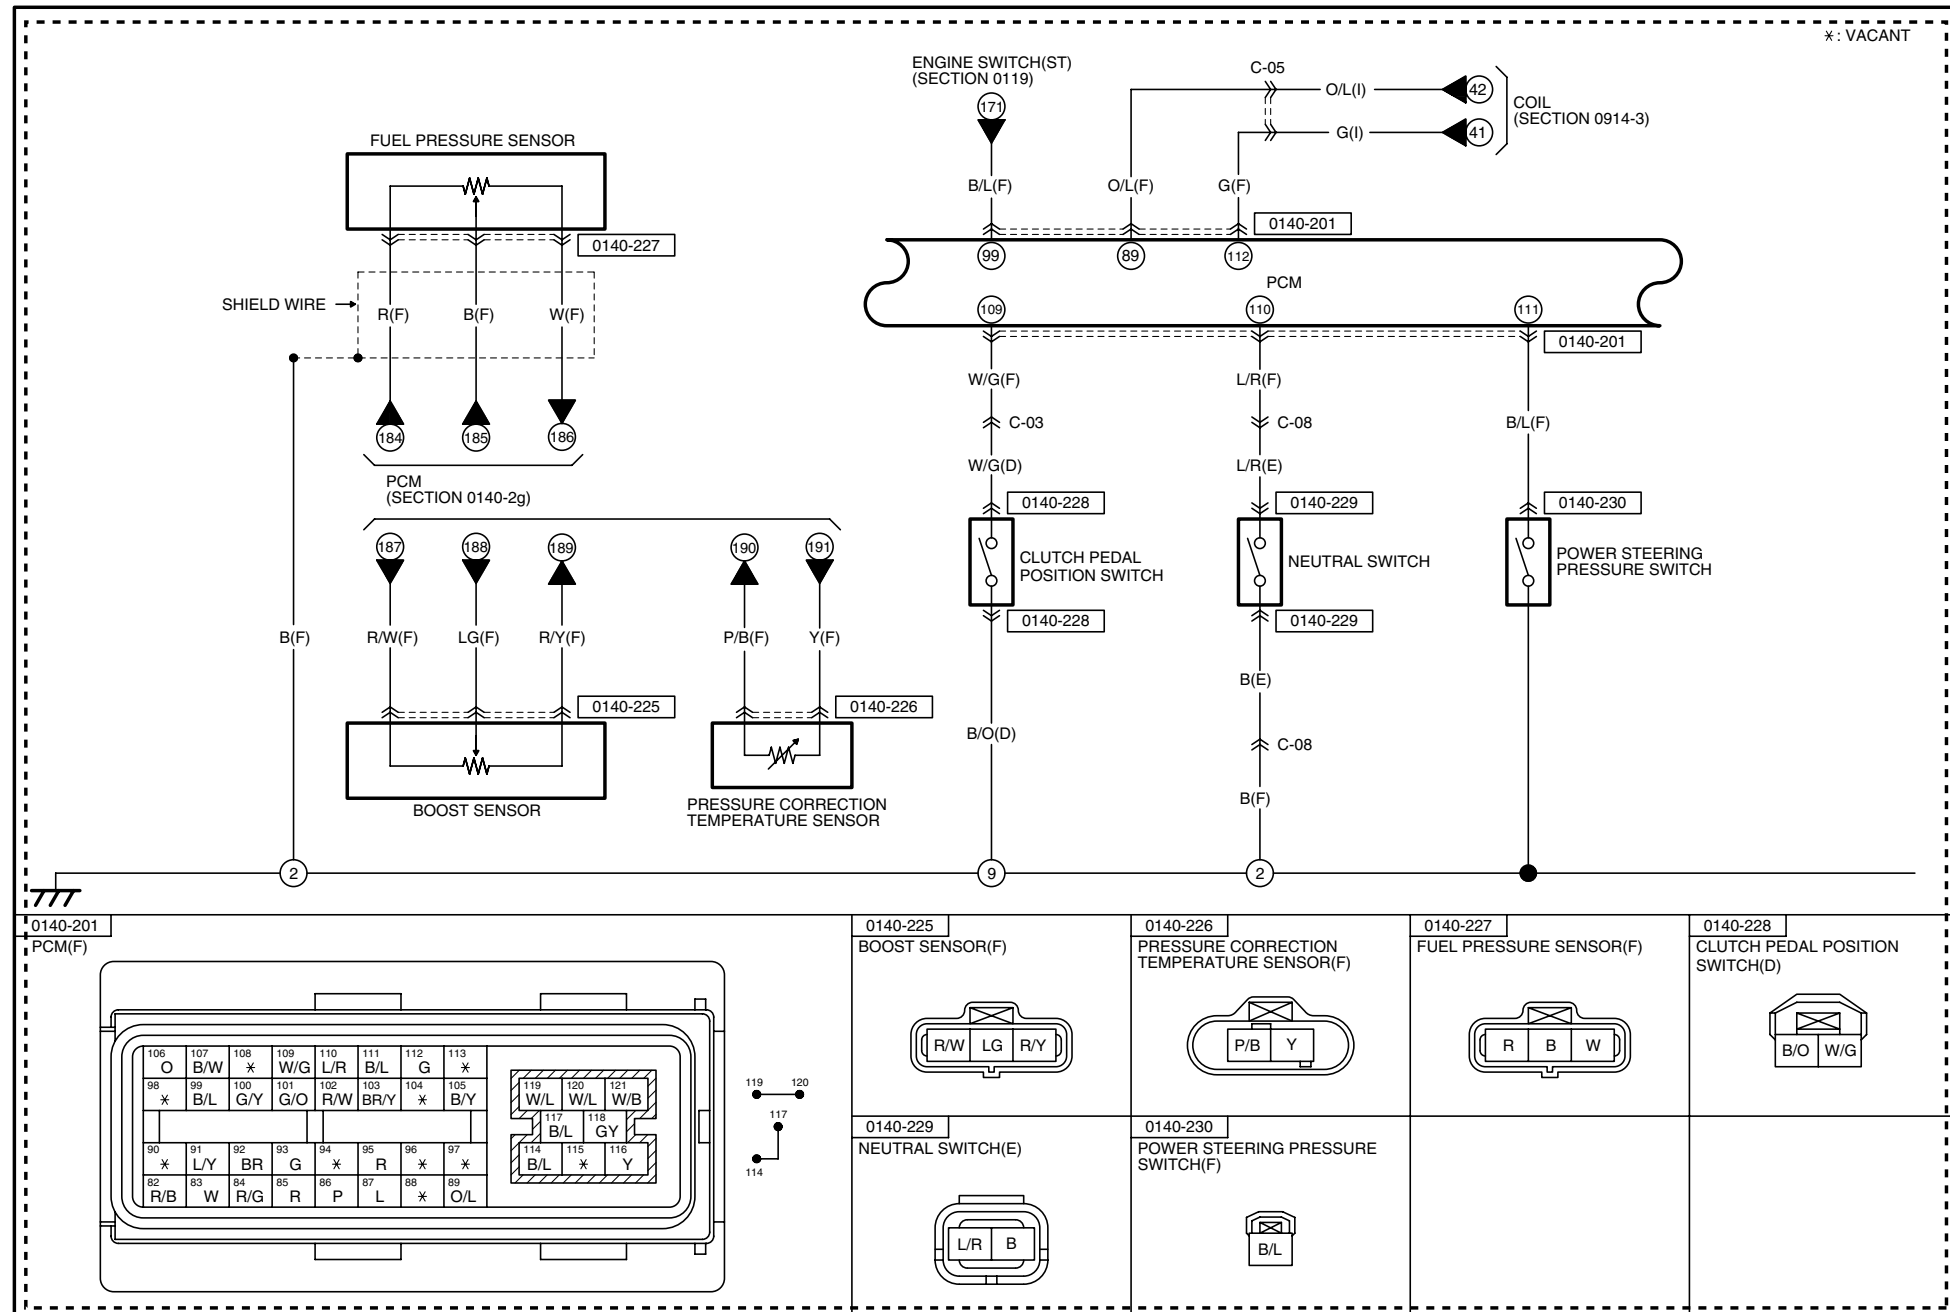 ✳: VACANT
ENGINE SWITCH(ST)
(SECTION 0119)
171
C-05
O/L(I)
42
G(I)
41
COIL
(SECTION 0914-3)
FUEL PRESSURE SENSOR
B/L(F)
O/L(F)
G(F)
0140-227
0140-201
99
89
112
PCM
SHIELD WIRE
R(F)
B(F)
W(F)
109
110
111
0140-201
W/G(F)
L/R(F)
C-03
C-08
B/L(F)
184
185
186
W/G(D)
L/R(E)
PCM
(SECTION 0140-2g)
0140-228
0140-229
0140-230
187
188
189
190
191
CLUTCH PEDAL
POSITION SWITCH
NEUTRAL SWITCH
POWER STEERING
PRESSURE SWITCH
0140-228
0140-229
B(F)
R/W(F)
LG(F)
R/Y(F)
P/B(F)
Y(F)
B(E)
0140-225
0140-226
B/O(D)
C-08
BOOST SENSOR
PRESSURE CORRECTION
TEMPERATURE SENSOR
B(F)
2
9
2
0140-201
PCM(F)
106 107 108 109 110 111 112 113
O B/W ✳ W/G L/R B/L G ✳
98 99 100 101 102 103 104 105
✳ B/L G/Y G/O R/W BR/Y ✳ B/Y
90 91 92 93 94 95 96 97
✳ L/Y BR G ✳ R ✳ ✳
82 83 84 85 86 87 88 89
R/B W R/G R P L ✳ O/L
119 120 121
W/L W/L W/B
117 118
B/L GY
114 115 116
B/L ✳ Y
119 120
117
114
0140-225
BOOST SENSOR(F)
R/W LG R/Y
0140-226
PRESSURE CORRECTION
TEMPERATURE SENSOR(F)
P/B Y
0140-227
FUEL PRESSURE SENSOR(F)
R B W
0140-228
CLUTCH PEDAL POSITION
SWITCH(D)
B/O W/G
0140-229
NEUTRAL SWITCH(E)
L/R B
0140-230
POWER STEERING PRESSURE
SWITCH(F)
B/L